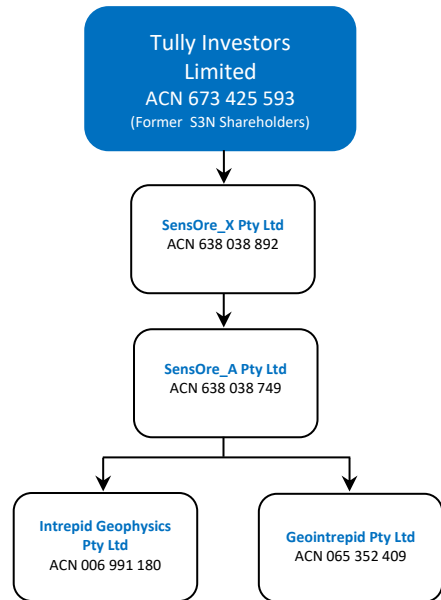 Tully Investors
Limited
ACN 673 425 593
(Former S3N Shareholders)
SensOre_X Pty Ltd
ACN 638 038 892
SensOre_A Pty Ltd
ACN 638 038 749
Intrepid Geophysics
Pty Ltd
ACN 006 991 180
Geointrepid Pty Ltd
ACN 065 352 409